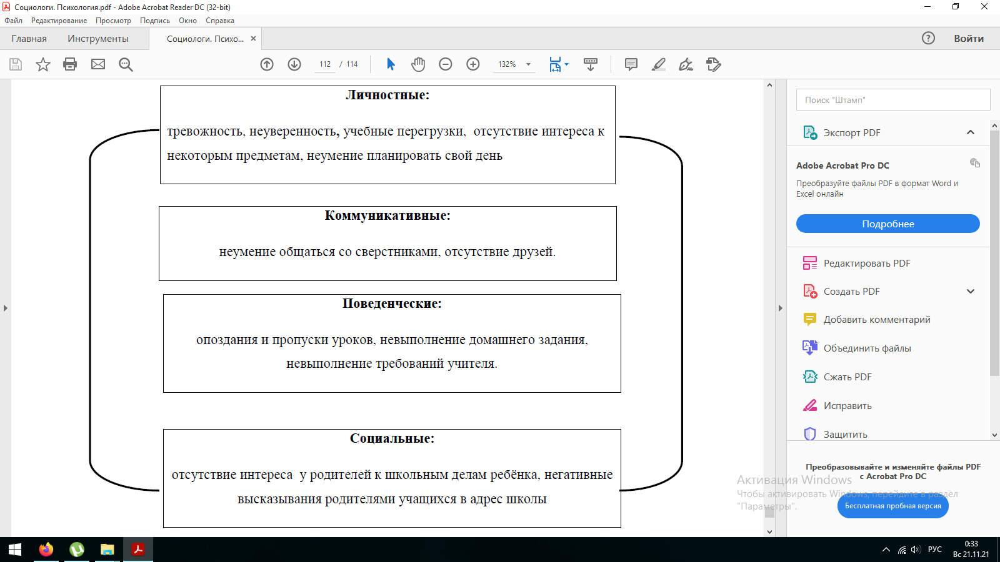 Социологи. Психология.pdf - Adobe Acrobat Reader DC (32-bit)
Файл Редактирование Просмотр Подпись Окно Справка
Главная Инструменты Социологи. Психо... × Войти
112 / 114 132%
Личностные:
тревожность, неуверенность, учебные перегрузки, отсутствие интереса к
некоторым предметам, неумение планировать свой день
Коммуникативные:
неумение общаться со сверстниками, отсутствие друзей.
Поведенческие:
опоздания и пропуски уроков, невыполнение домашнего задания,
невыполнение требований учителя.
Социальные:
отсутствие интереса у родителей к школьным делам ребёнка, негативные
высказывания родителями учащихся в адрес школы
Поиск "Штамп"
Экспорт PDF
Adobe Acrobat Pro DC
Преобразуйте файлы PDF в формат Word и
Excel онлайн
Подробнее
Редактировать PDF
Создать PDF
Добавить комментарий
Объединить файлы
Сжать PDF
Исправить
Защитить
Преобразовывайте и изменяйте файлы PDF
с Acrobat Pro DC
Бесплатная пробная версия
Активация Windows
Чтобы активировать Windows, перейдите в раздел
"Параметры".
РУС
0:33
Вс 21.11.21